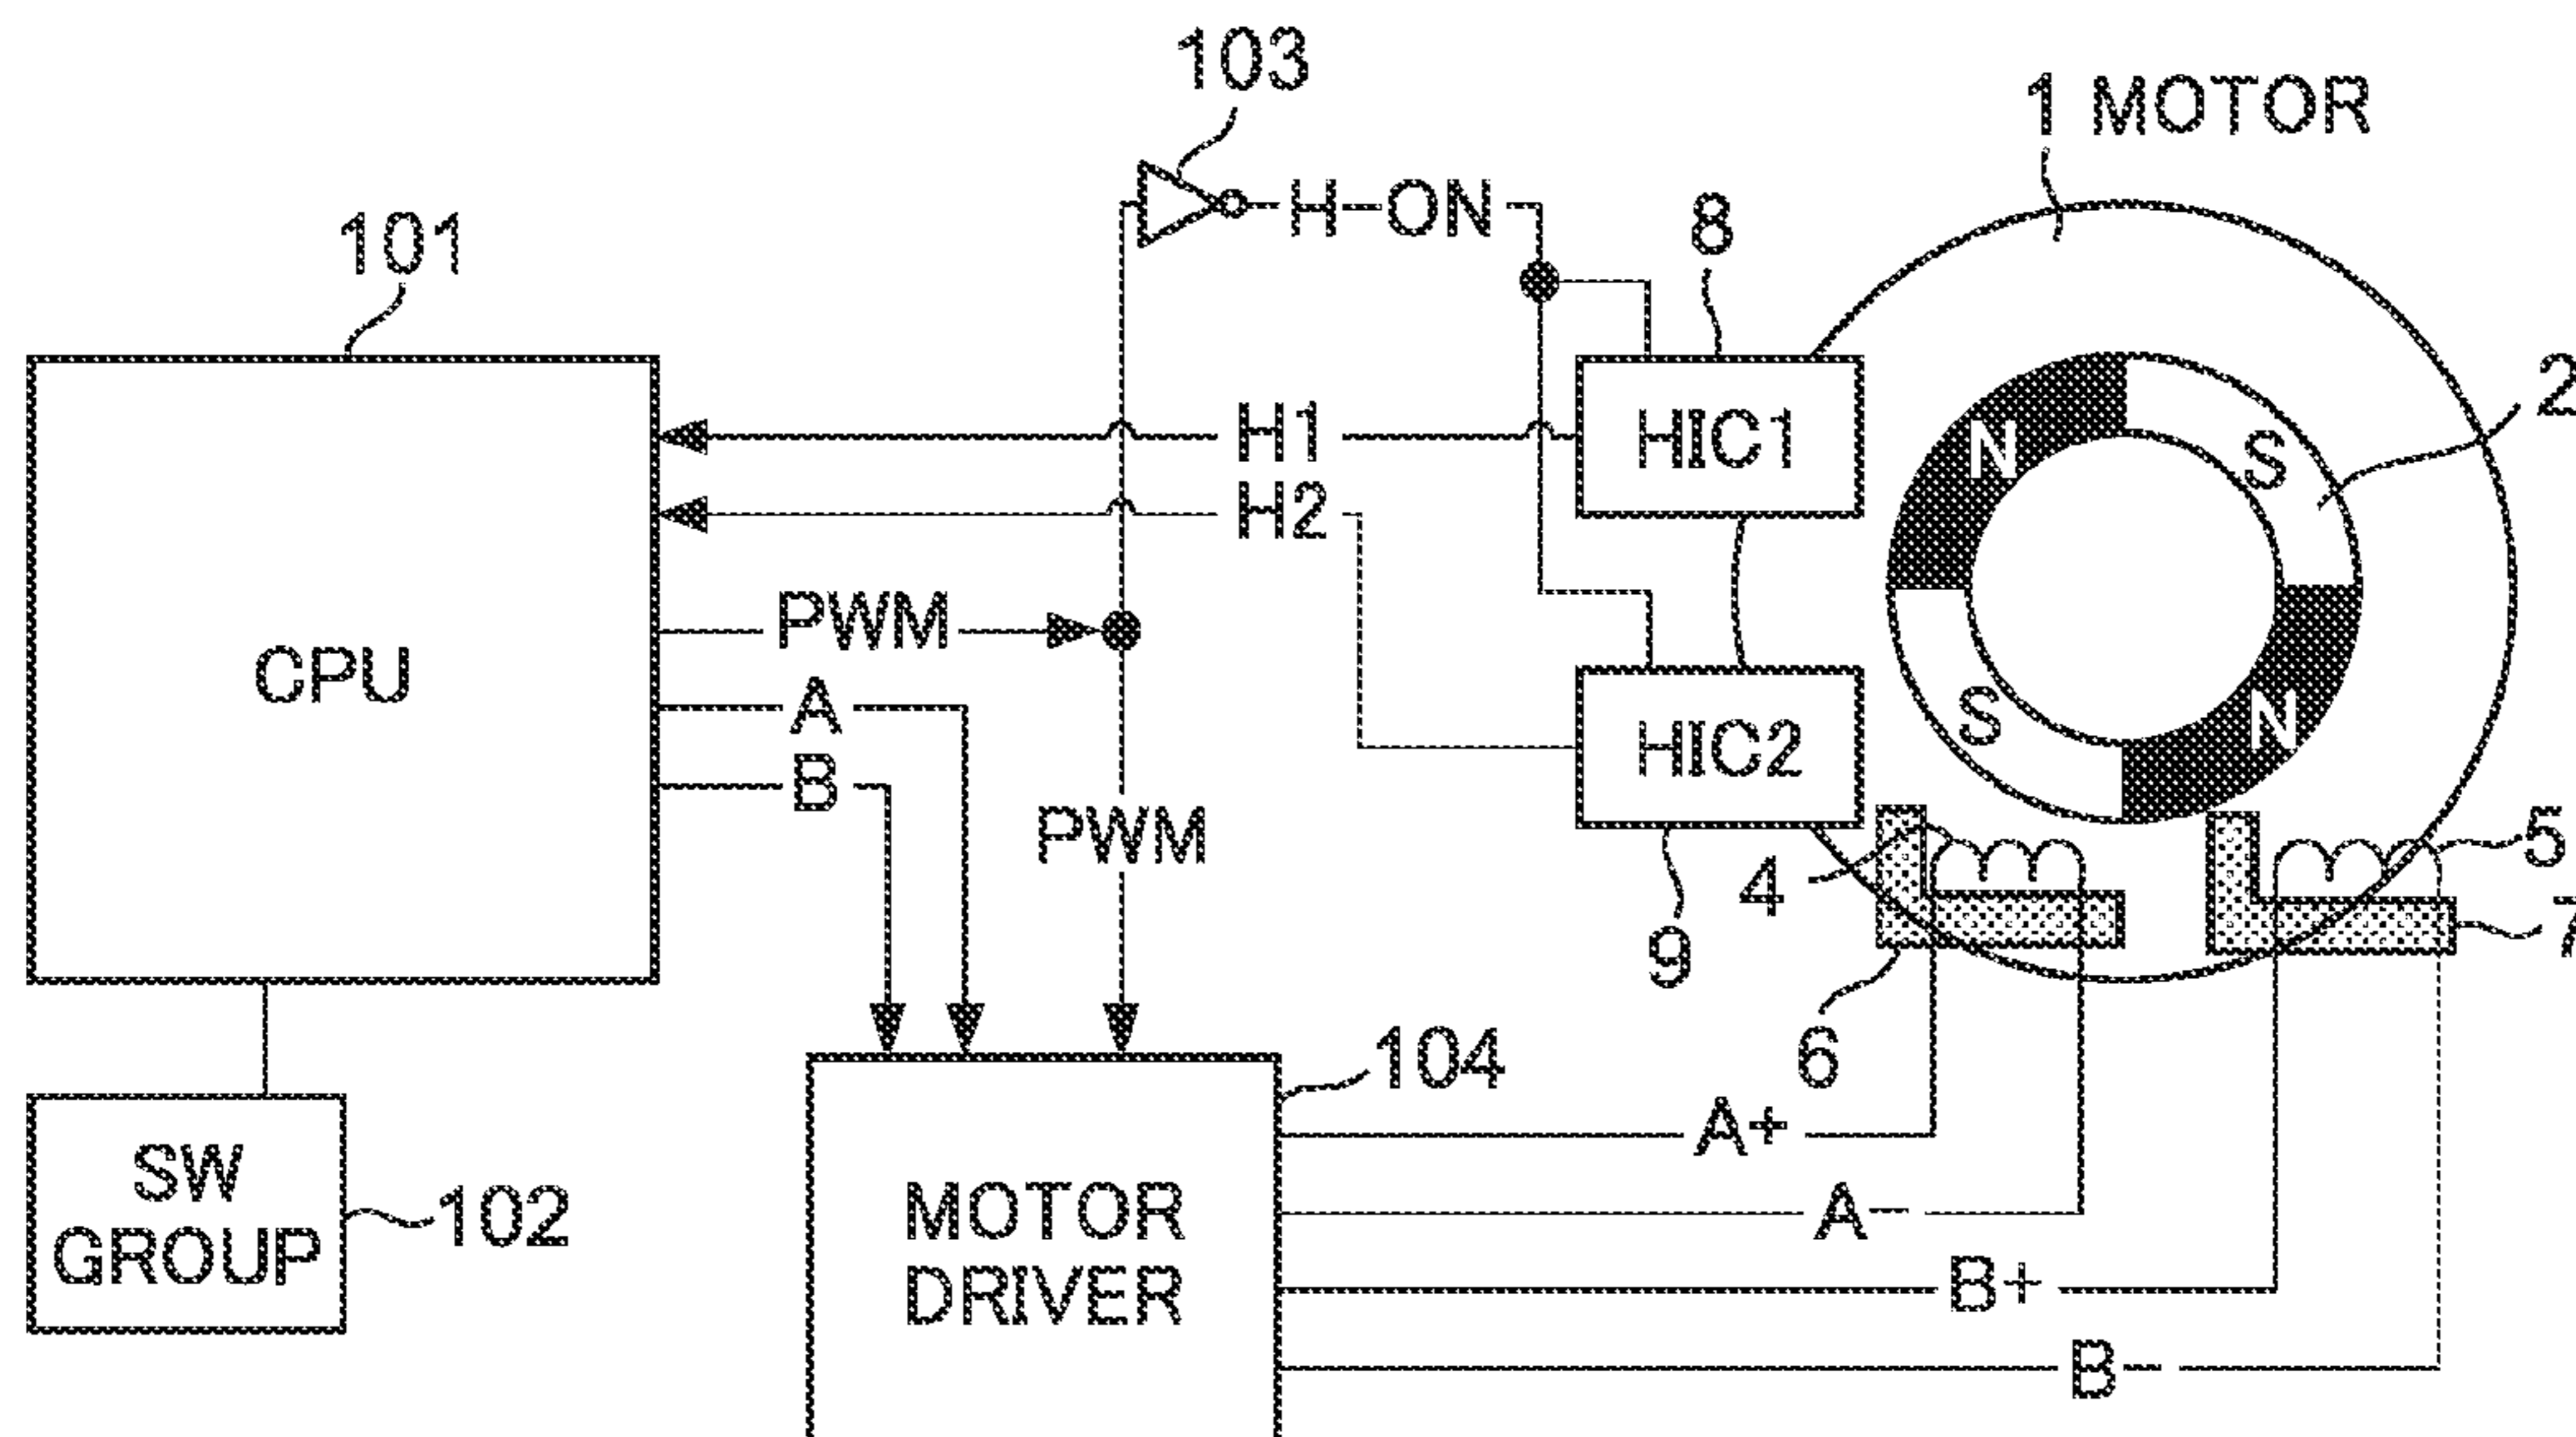 103
1 MOTOR
101
H-ON
8
2
HIC1
N
S
H1
H2
CPU
PWM
A
B
PWM
HIC2
S
N
4
5
9
7
6
104
SW
GROUP
102
MOTOR
DRIVER
A+
A-
B+
B-